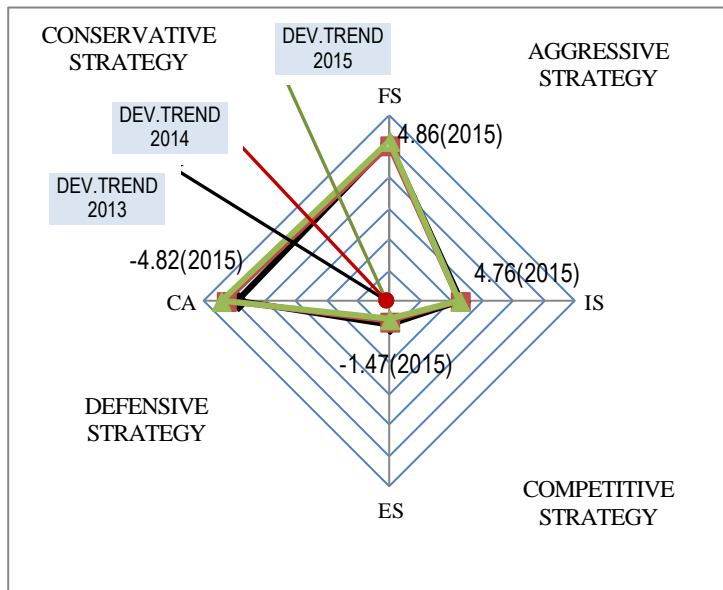 CONSERVATIVE
STRATEGY
DEV.TREND
2015
AGGRESSIVE
STRATEGY
FS
DEV.TREND
2014
4.86(2015)
DEV.TREND
2013
-4.82(2015)
4.76(2015)
CA
IS
-1.47(2015)
DEFENSIVE
STRATEGY
COMPETITIVE
STRATEGY
ES